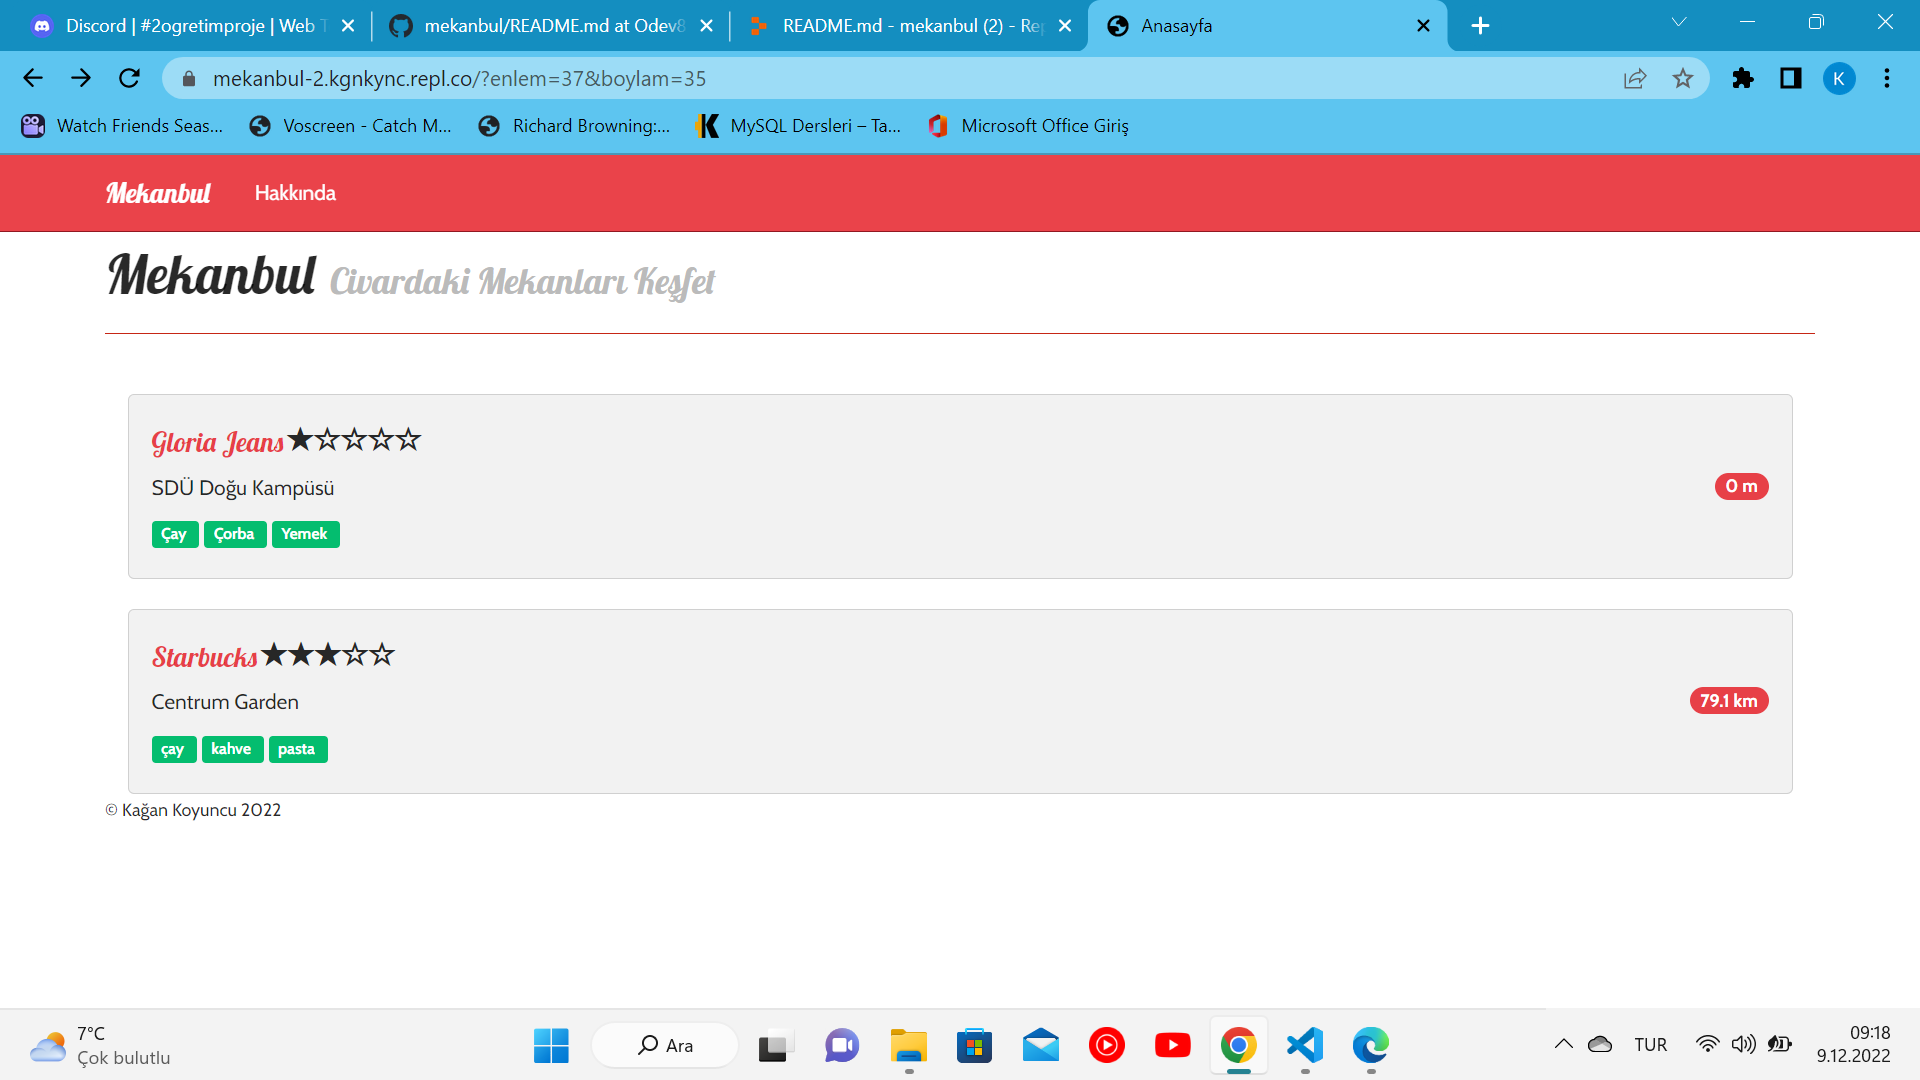 Discord | #2ogretimproje | Web T
mekanbul/README.md at Odev8
README.md - mekanbul (2) - Rep
Anasayfa
mekanbul-2.kgnkync.repl.co/?enlem=37&boylam=35
K
Watch Friends Seas...
Voscreen - Catch M...
Richard Browning:...
MySQL Dersleri – Ta...
Microsoft Office Giriş
Mekanbul Hakkında
Mekanbul Civardaki Mekanları Keşfet
Gloria Jeans ★☆☆☆☆
SDÜ Doğu Kampüsü
0 m
Çay Çorba Yemek
Starbucks ★★★☆☆
Centrum Garden
79.1 km
çay kahve pasta
© Kağan Koyuncu 2022
7°C
Çok bulutlu
Ara
TUR
09:18
9.12.2022